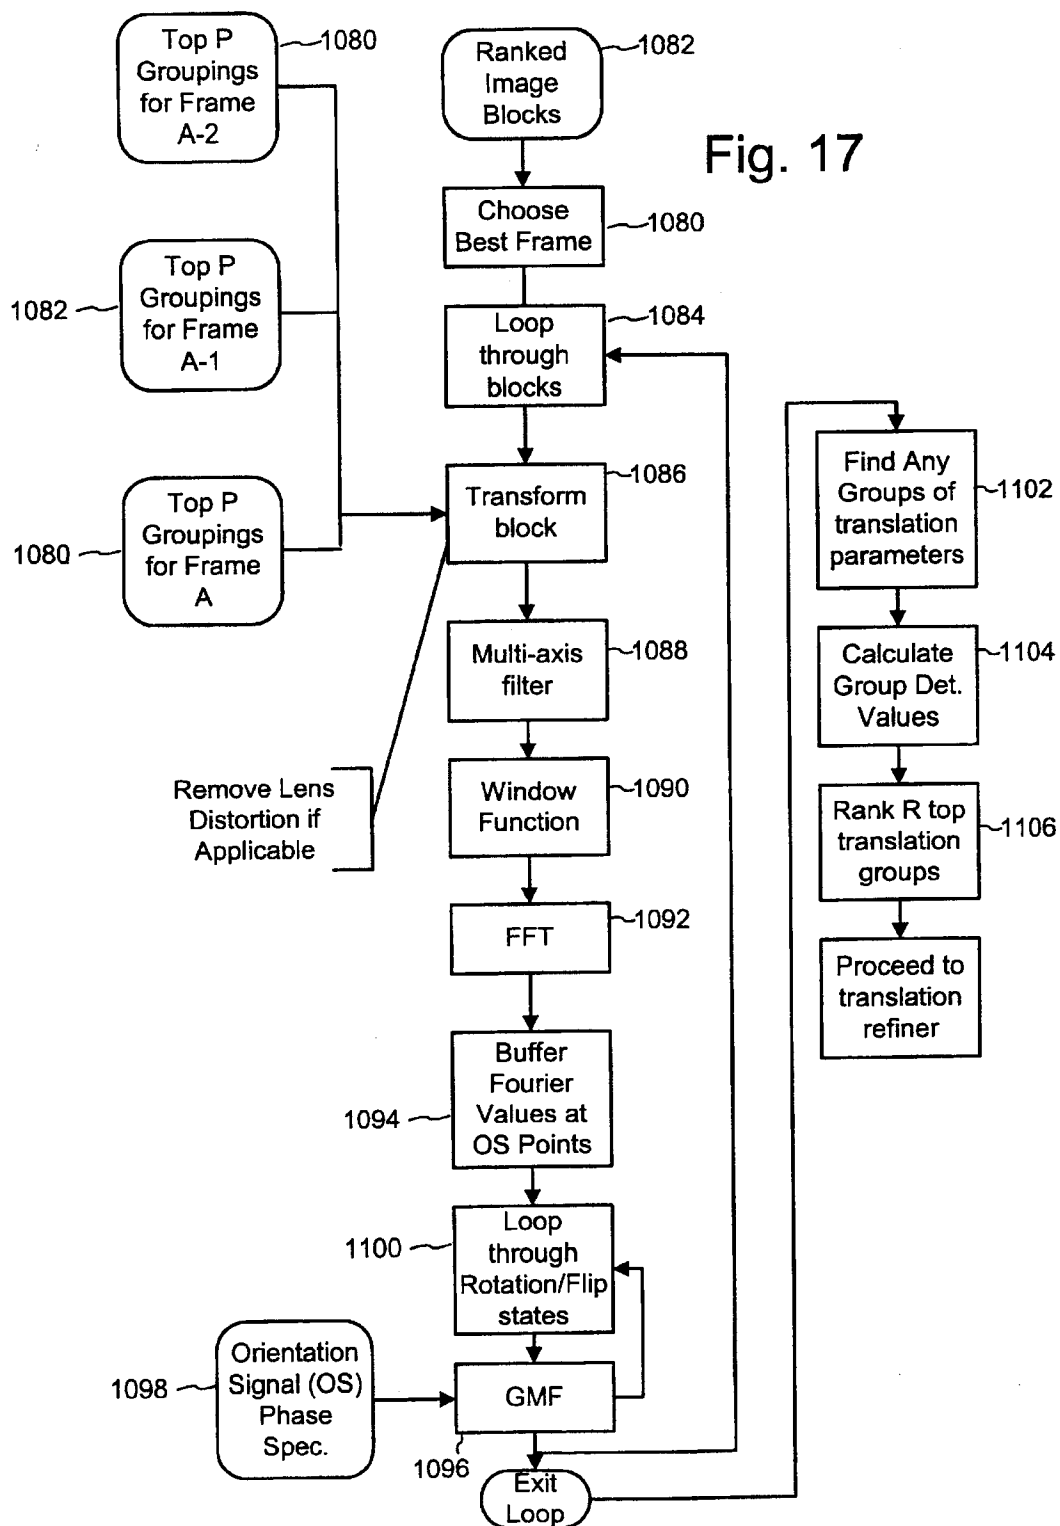 Top P
Groupings
for Frame
A-2
1080
Ranked
Image
Blocks
1082
Fig. 17
Choose
Best Frame
1080
Top P
Groupings
for Frame
A-1
1082
Loop
through
blocks
1084
Top P
Groupings
for Frame
A
1080
Transform
block
1086
Multi-axis
filter
1088
Remove Lens
Distortion if
Applicable
Window
Function
1090
FFT
1092
Buffer
Fourier
Values at
OS Points
1094
Loop
through
Rotation/Flip
states
1100
Orientation
Signal (OS)
Phase
Spec.
1098
GMF
1096
Exit
Loop
Find Any
Groups of
translation
parameters
1102
Calculate
Group Det.
Values
1104
Rank R top
translation
groups
1106
Proceed to
translation
refiner